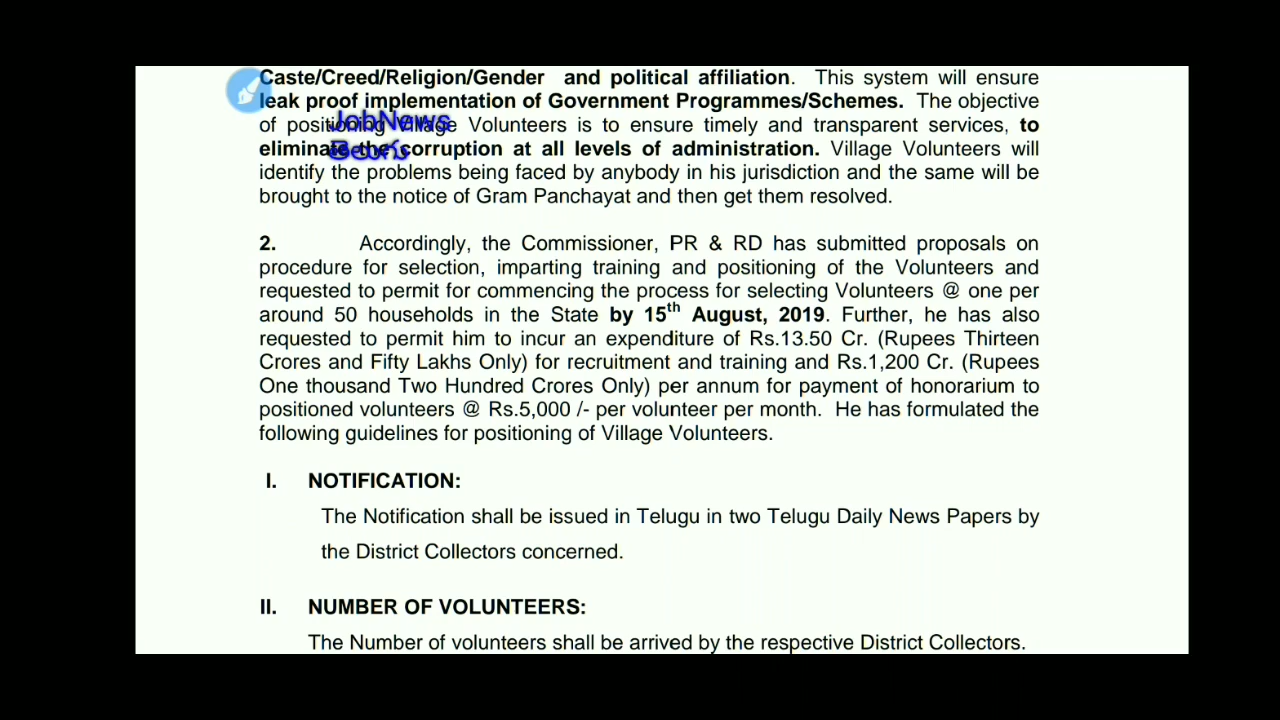 Caste/Creed/Religion/Gender and political affiliation. This system will ensure
leak proof implementation of Government Programmes/Schemes. The objective
of positioning Village Volunteers is to ensure timely and transparent services, to
JobNews
eliminate the corruption at all levels of administration. Village Volunteers will
తెలుగు
identify the problems being faced by anybody in his jurisdiction and the same will be
brought to the notice of Gram Panchayat and then get them resolved.
2. Accordingly, the Commissioner, PR & RD has submitted proposals on
procedure for selection, imparting training and positioning of the Volunteers and
requested to permit for commencing the process for selecting Volunteers @ one per
around 50 households in the State by 15th August, 2019. Further, he has also
requested to permit him to incur an expenditure of Rs.13.50 Cr. (Rupees Thirteen
Crores and Fifty Lakhs Only) for recruitment and training and Rs.1,200 Cr. (Rupees
One thousand Two Hundred Crores Only) per annum for payment of honorarium to
positioned volunteers @ Rs.5,000 /- per volunteer per month. He has formulated the
following guidelines for positioning of Village Volunteers.
I. NOTIFICATION:
The Notification shall be issued in Telugu in two Telugu Daily News Papers by
the District Collectors concerned.
II. NUMBER OF VOLUNTEERS:
The Number of volunteers shall be arrived by the respective District Collectors.